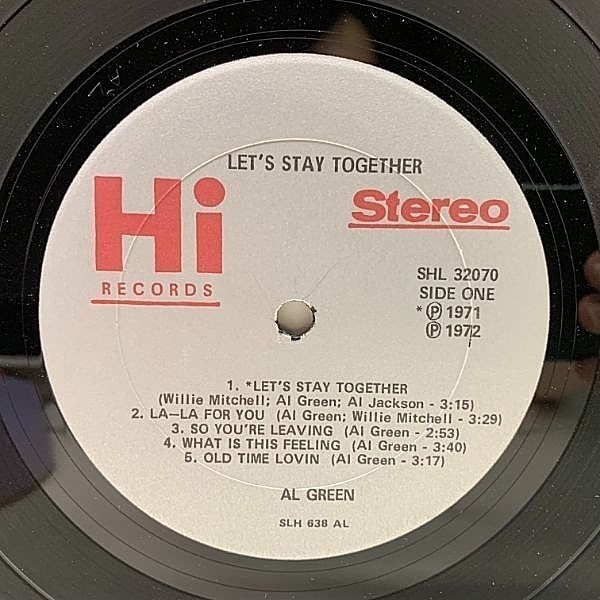 LET'S STAY TOGETHER
Hi
RECORDS
Stereo
SHL 32070
SIDE ONE
*Ⓟ 1971
Ⓟ 1972
1. *LET'S STAY TOGETHER
(Willie Mitchell; Al Green; Al Jackson - 3:15)
2. LA—LA FOR YOU (Al Green; Willie Mitchell - 3:29)
3. SO YOU'RE LEAVING (Al Green - 2:53)
4. WHAT IS THIS FEELING (Al Green - 3:40)
5. OLD TIME LOVIN (Al Green - 3:17)
AL GREEN
SLH 638 AL